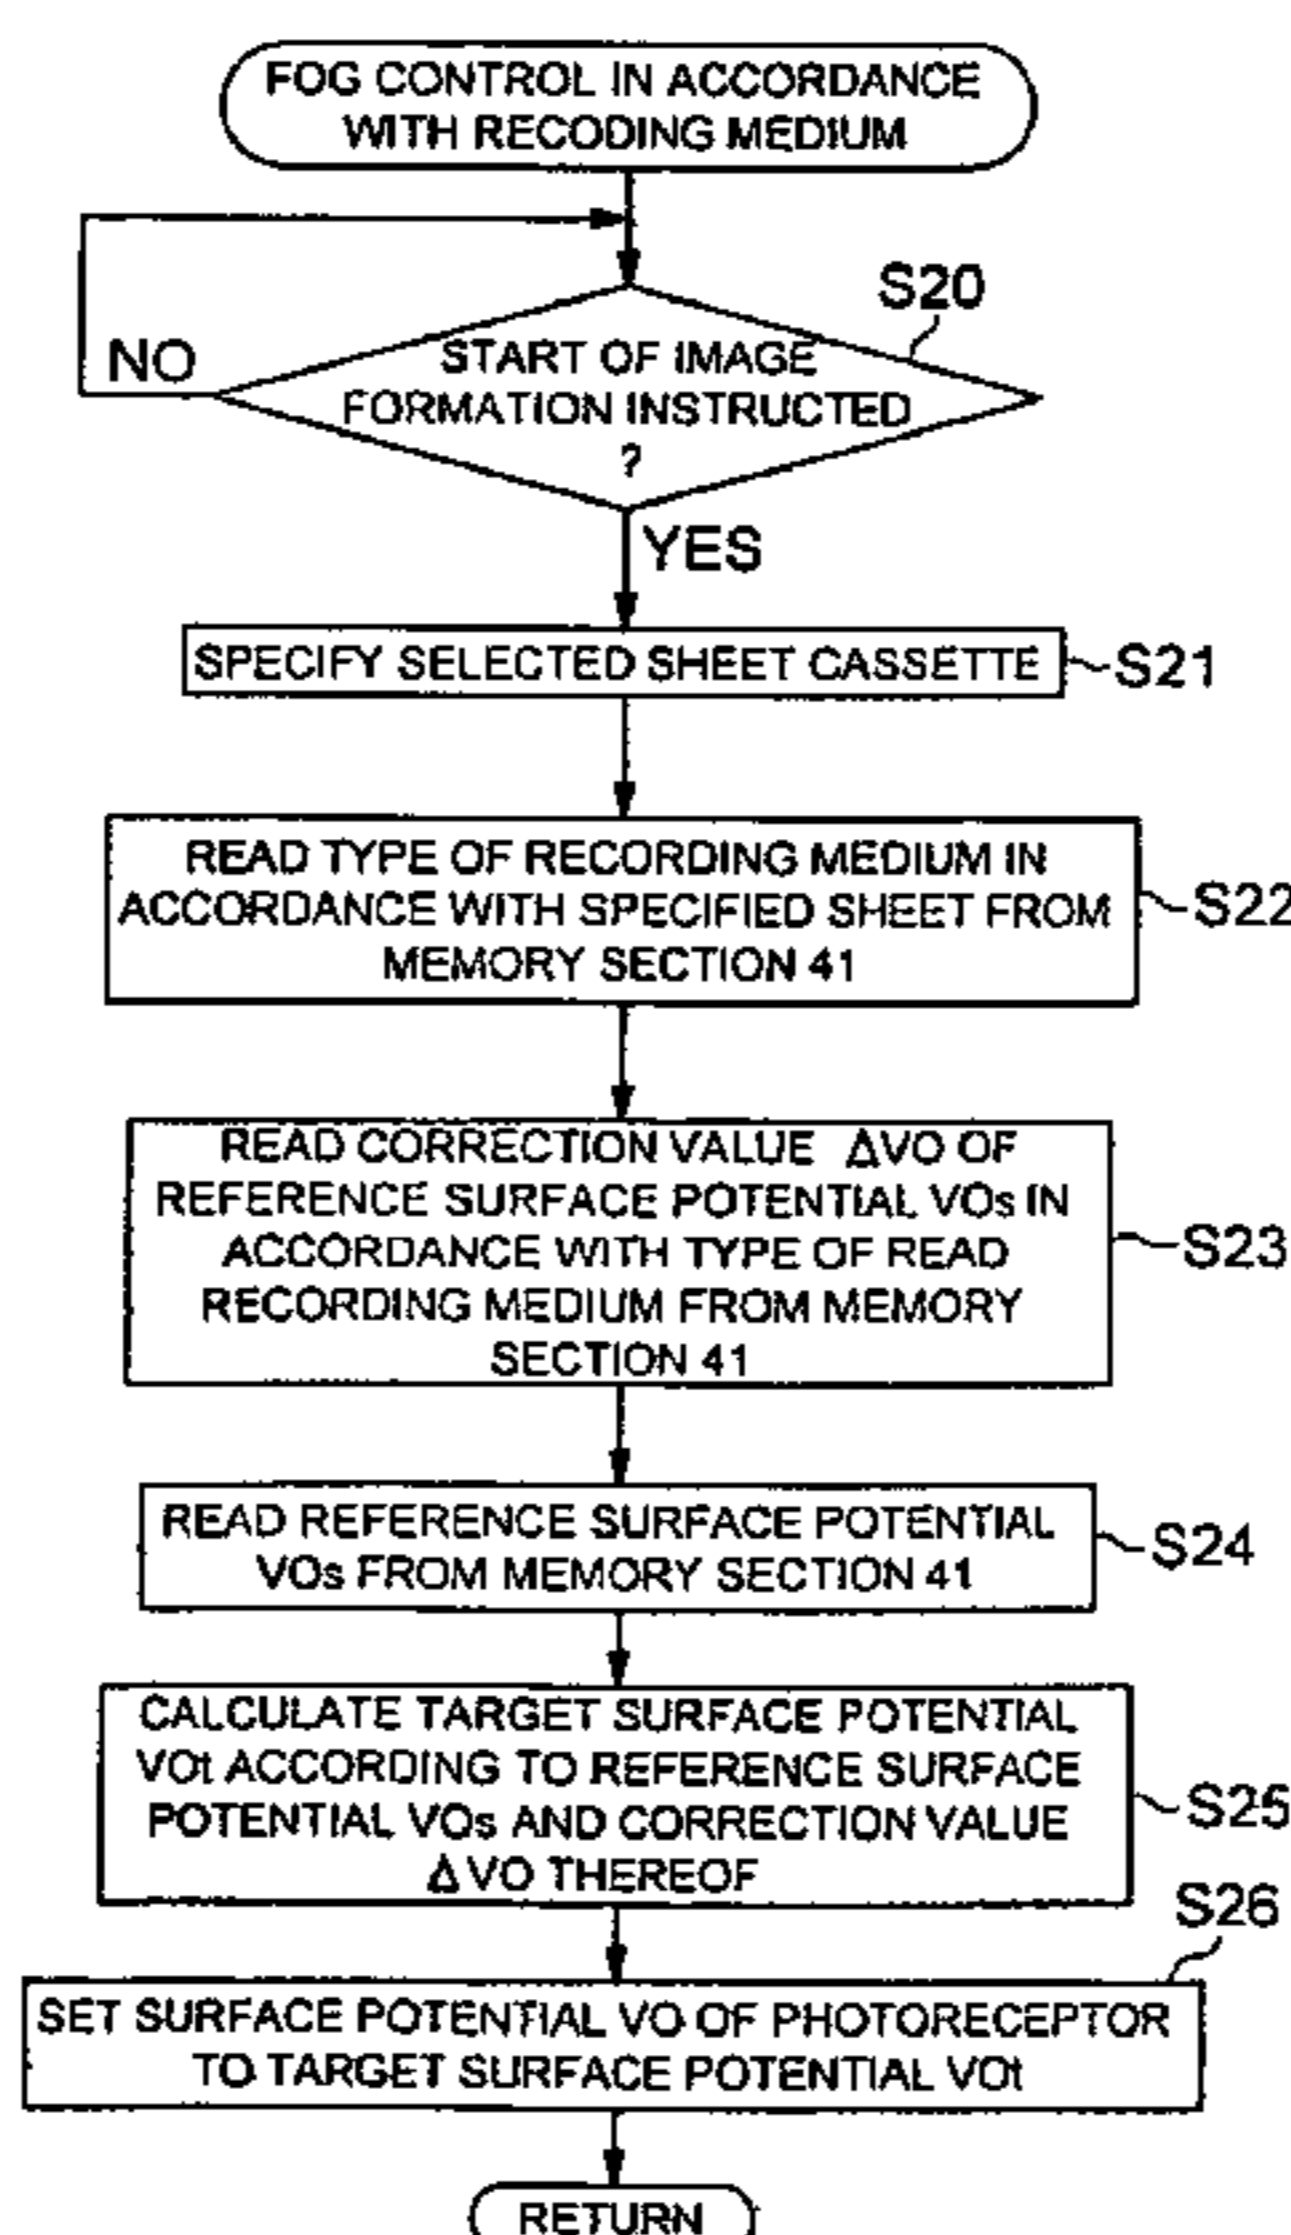 FOG CONTROL IN ACCORDANCE
WITH RECODING MEDIUM
S20
NO
START OF IMAGE
FORMATION INSTRUCTED
?
YES
SPECIFY SELECTED SHEET CASSETTE
S21
READ TYPE OF RECORDING MEDIUM IN
ACCORDANCE WITH SPECIFIED SHEET FROM
MEMORY SECTION 41
S22
READ CORRECTION VALUE ΔVO OF
REFERENCE SURFACE POTENTIAL VOs IN
ACCORDANCE WITH TYPE OF READ
RECORDING MEDIUM FROM MEMORY
SECTION 41
S23
READ REFERENCE SURFACE POTENTIAL
VOs FROM MEMORY SECTION 41
S24
CALCULATE TARGET SURFACE POTENTIAL
VOt ACCORDING TO REFERENCE SURFACE
POTENTIAL VOs AND CORRECTION VALUE
ΔVO THEREOF
S25
S26
SET SURFACE POTENTIAL VO OF PHOTORECEPTOR
TO TARGET SURFACE POTENTIAL VOt
RETURN